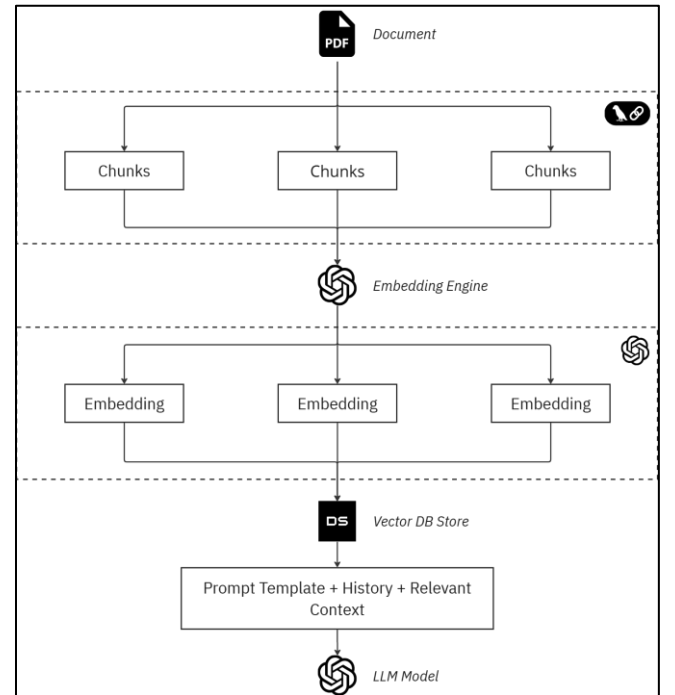 PDF
Document
Chunks
Chunks
Chunks
Embedding Engine
Embedding
Embedding
Embedding
DS
Vector DB Store
Prompt Template + History + Relevant
Context
LLM Model